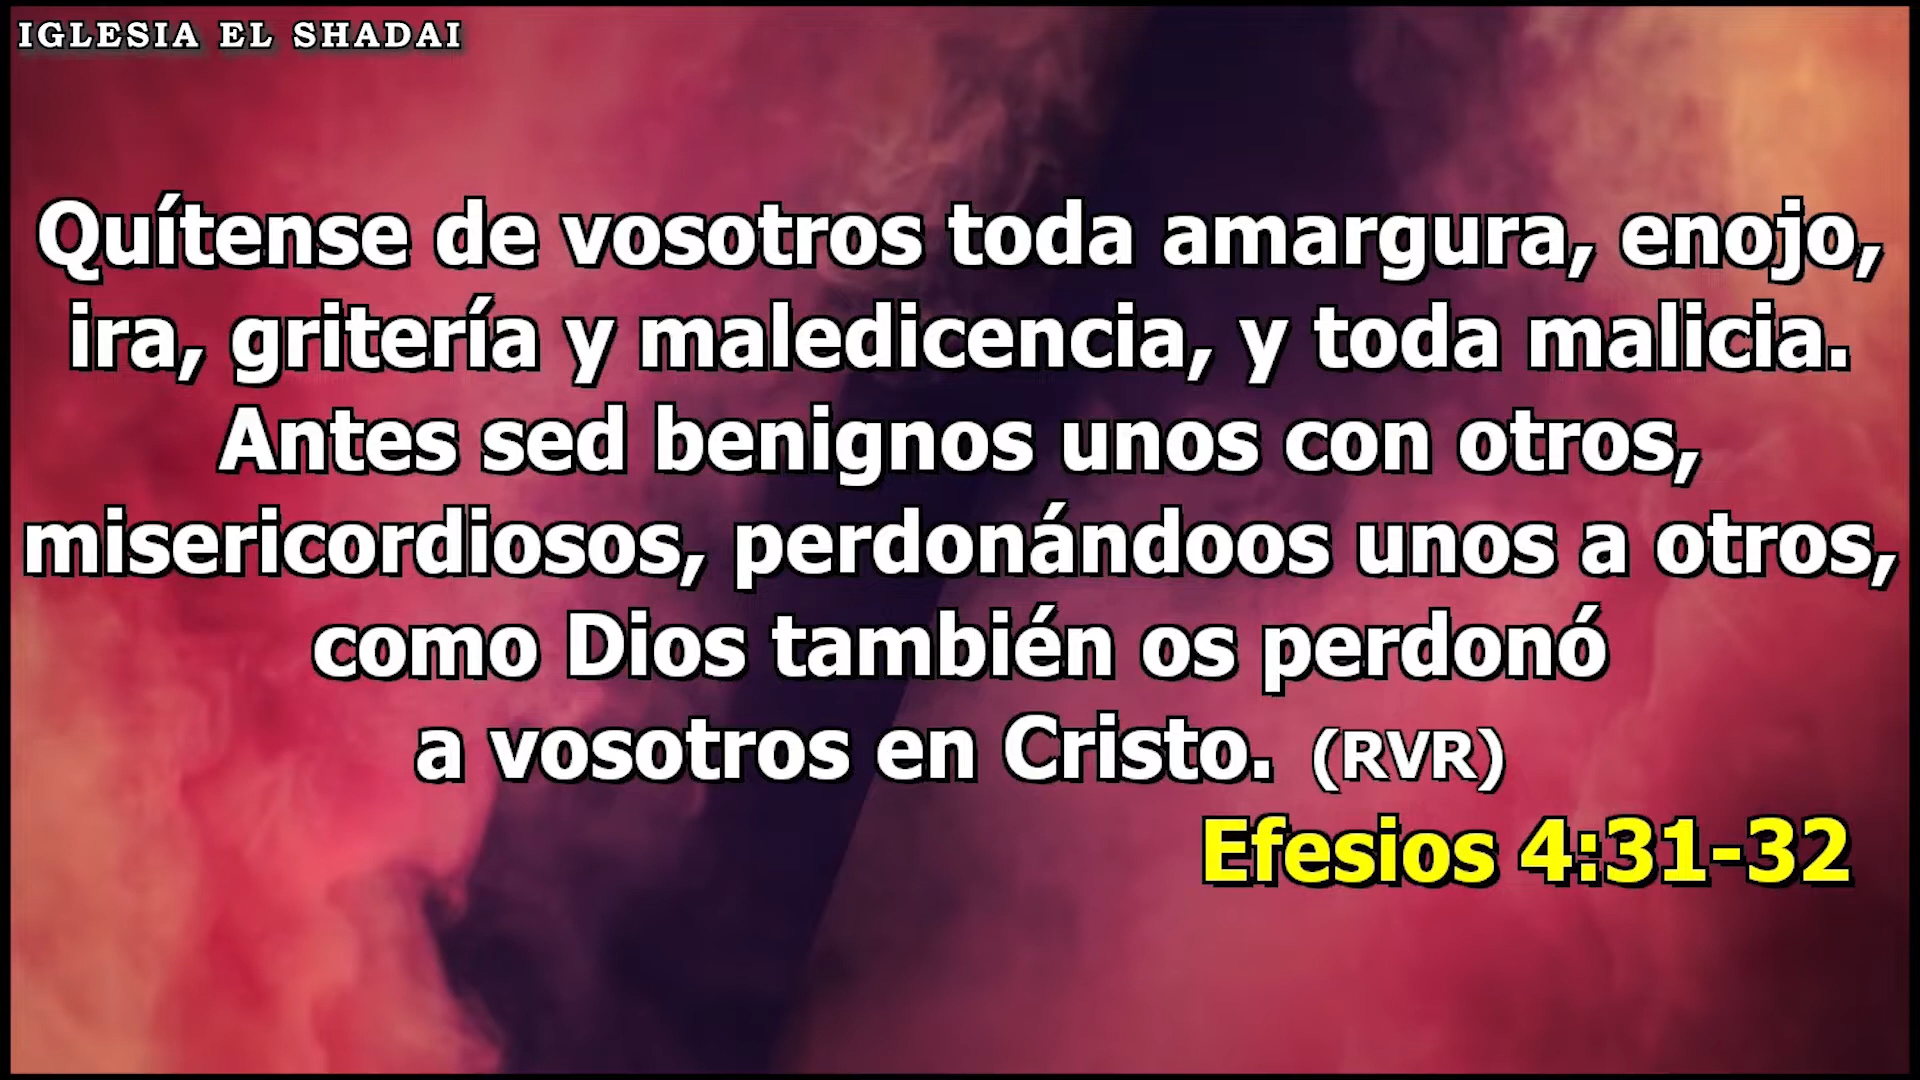 IGLESIA EL SHADAI
Quítense de vosotros toda amargura, enojo,
ira, gritería y maledicencia, y toda malicia.
Antes sed benignos unos con otros,
misericordiosos, perdonándoos unos a otros,
como Dios también os perdonó
a vosotros en Cristo. (RVR)
Efesios 4:31-32